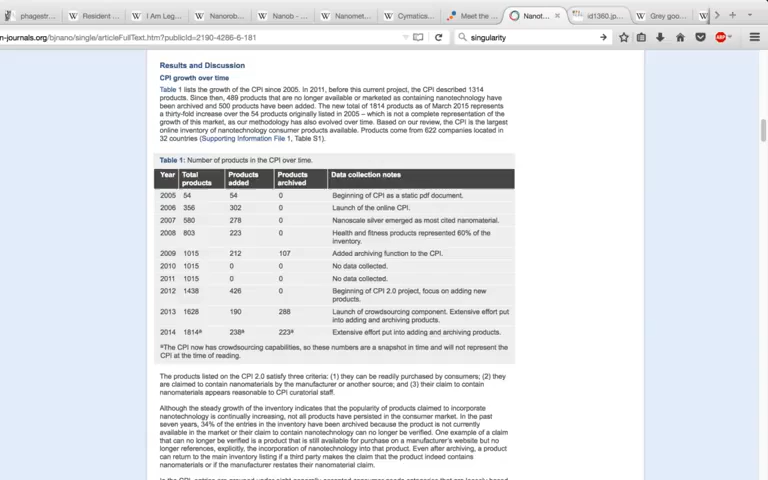 phagestr...
Resident ...
I Am Leg...
Nanorob...
Nanob - ...
Nanomet...
Cymatics...
Meet the ...
Nanot...
id1360.jp...
Grey goo...
n-journals.org/bjnano/single/articleFullText.htm?publicId=2190-4286-6-181
singularity
Results and Discussion
CPI growth over time
Table 1 lists the growth of the CPI since 2005. In 2011, before this current project, the CPI described 1314
products. Since then, 489 products that are no longer available or marketed as containing nanotechnology have
been archived and 500 products have been added. The new total of 1814 products as of March 2015 represents
a thirty-fold increase over the 54 products originally listed in 2005 – which is not a complete representation of the
growth of this market, as our methodology has also evolved over time. Based on our review, the CPI is the largest
online inventory of nanotechnology consumer products available. Products come from 622 companies located in
32 countries (Supporting Information File 1, Table S1).
Table 1: Number of products in the CPI over time.
Year Total products Products added Products archived Data collection notes
2005 54 54 0 Beginning of CPI as a static pdf document.
2006 356 302 0 Launch of the online CPI.
2007 580 278 0 Nanoscale silver emerged as most cited nanomaterial.
2008 803 223 0 Health and fitness products represented 60% of the
inventory.
2009 1015 212 107 Added archiving function to the CPI.
2010 1015 0 0 No data collected.
2011 1015 0 0 No data collected.
2012 1438 426 0 Beginning of CPI 2.0 project, focus on adding new
products.
2013 1628 190 288 Launch of crowdsourcing component. Extensive effort put
into adding and archiving products.
2014 1814ᵃ 238ᵃ 223ᵃ Extensive effort put into adding and archiving products.
ᵃThe CPI now has crowdsourcing capabilities, so these numbers are a snapshot in time and will not represent the
CPI at the time of reading.
The products listed on the CPI 2.0 satisfy three criteria: (1) they can be readily purchased by consumers; (2) they
are claimed to contain nanomaterials by the manufacturer or another source; and (3) their claim to contain
nanomaterials appears reasonable to CPI curatorial staff.
Although the steady growth of the inventory indicates that the popularity of products claimed to incorporate
nanotechnology is continually increasing, not all products have persisted in the consumer market. In the past
seven years, 34% of the entries in the inventory have been archived because the product is not currently
available in the market or their claim to contain nanotechnology can no longer be verified. One example of a claim
that can no longer be verified is a product that is still available for purchase on a manufacturer's website but no
longer references, explicitly, the incorporation of nanotechnology into that product. Even after archiving, a product
can return to the main inventory listing if a third party makes the claim that the product indeed contains
nanomaterials or if the manufacturer restates their nanomaterial claim.